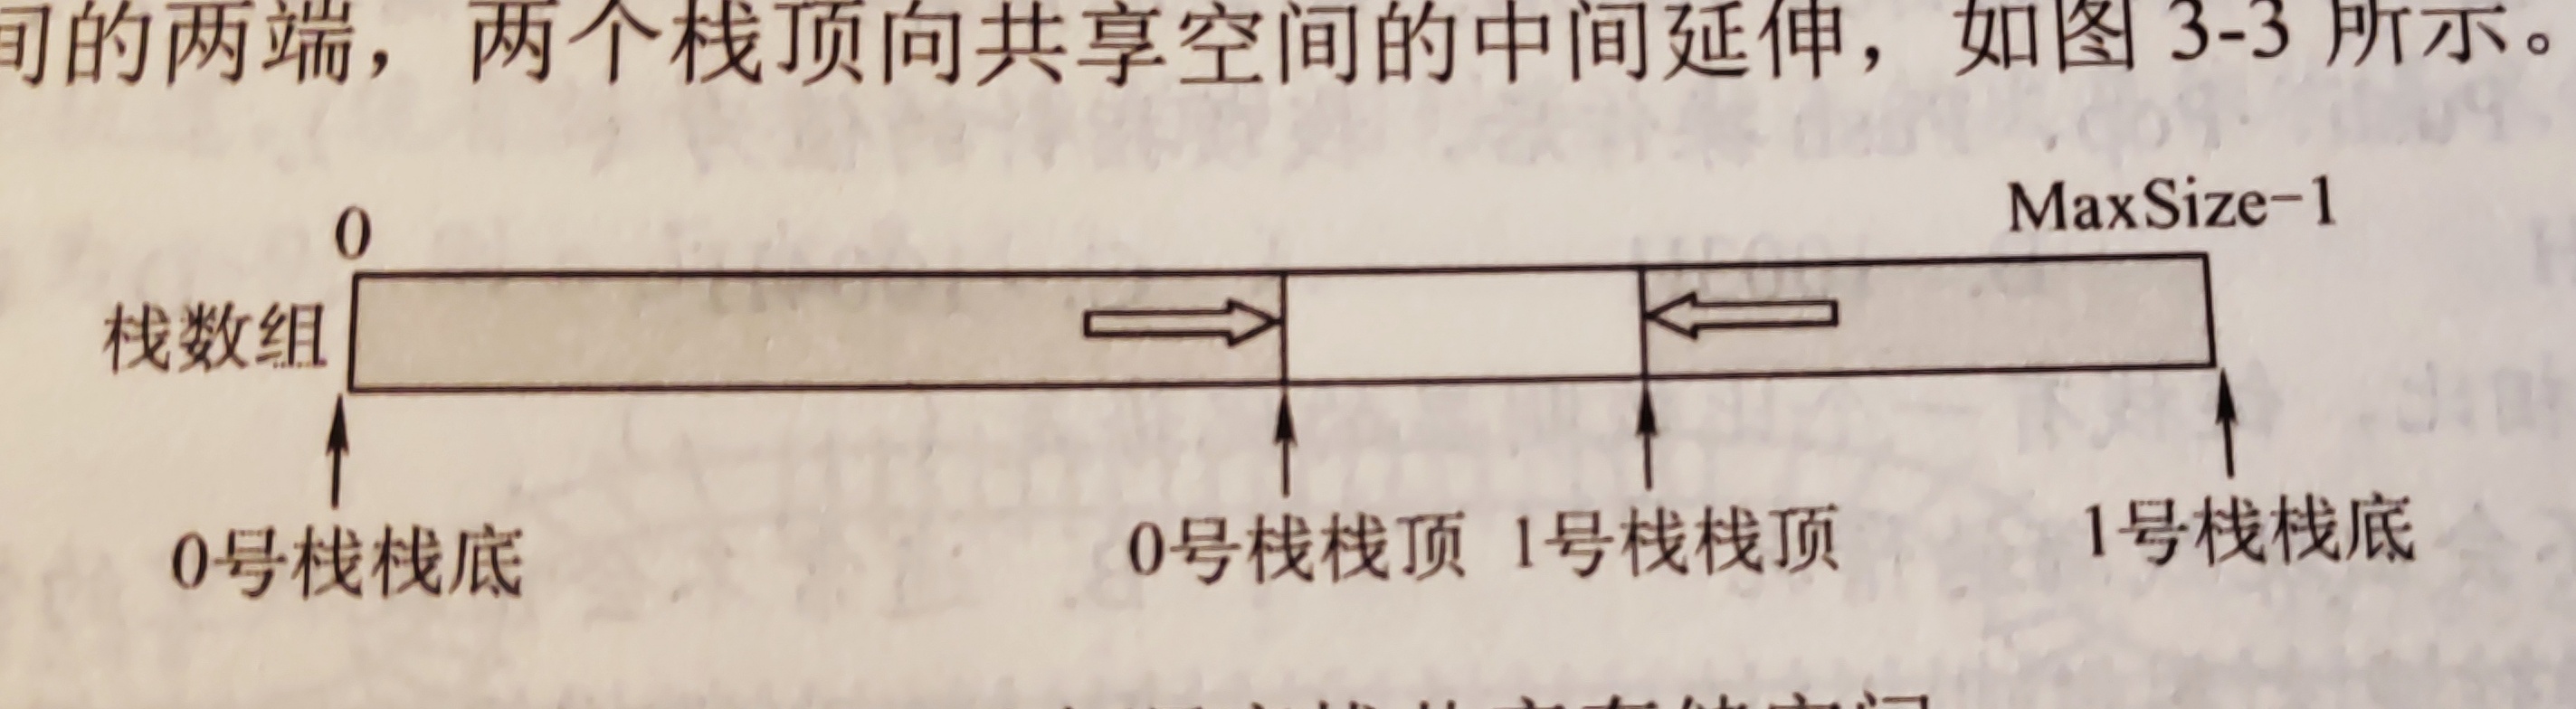 间的两端，两个栈顶向共享空间的中间延伸，如图 3-3 所示。
0
MaxSize-1
栈数组
0号栈栈底
0号栈栈顶
1号栈栈顶
1号栈栈底